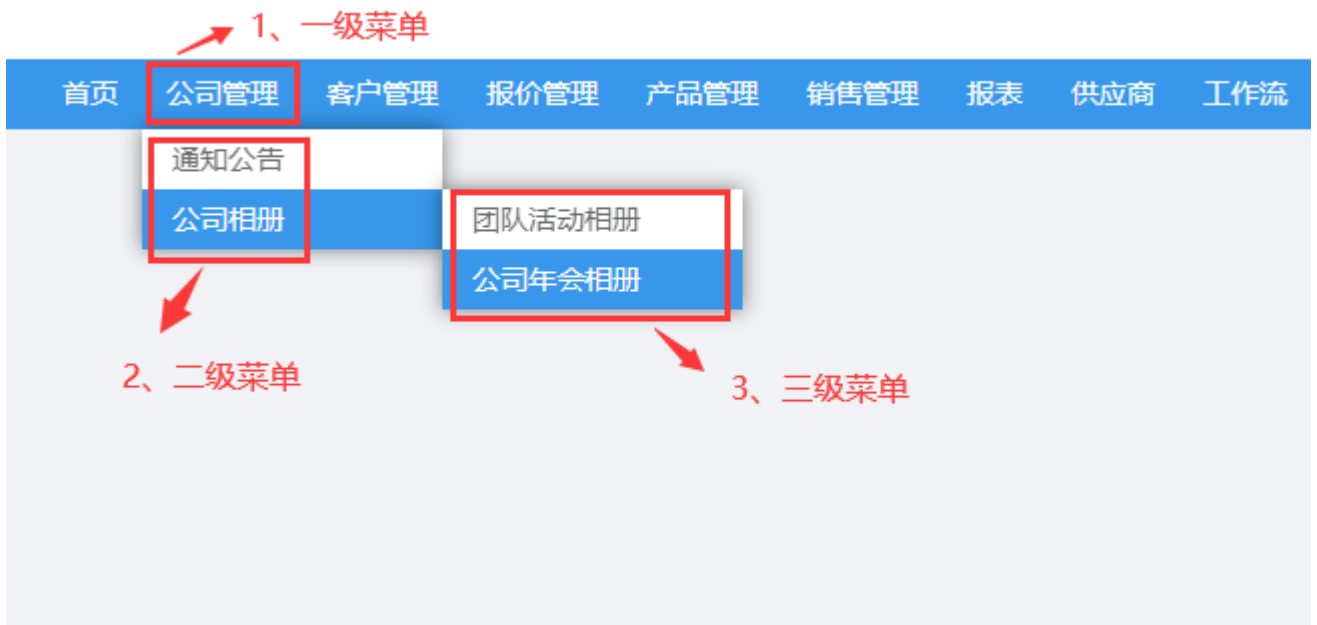 1、一级菜单
首页 公司管理 客户管理 报价管理 产品管理 销售管理 报表 供应商 工作流
通知公告
公司相册 团队活动相册
公司年会相册
2、二级菜单
3、三级菜单